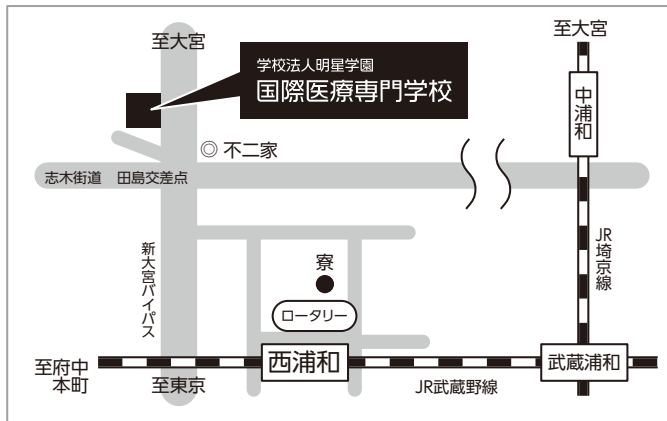 至大宮
至大宮
学校法人明星学園
国際医療専門学校
中浦和
◎ 不二家
志木街道 田島交差点
新大宮バイパス
JR埼京線
寮
ロータリー
至府中
本町
西浦和
武蔵浦和
至東京
JR武蔵野線